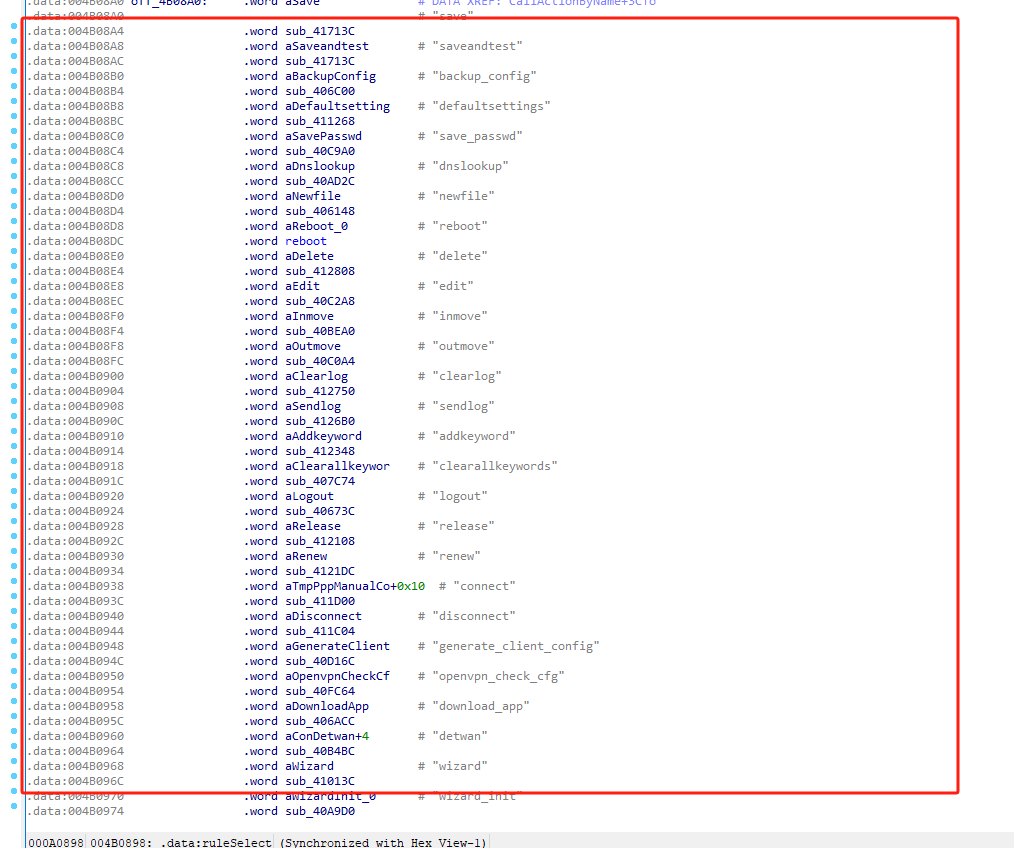 .data:004B08A0 off_4B08A0: .word aSave # DATA XREF: CallActionByName+3C↑o
.data:004B08A0 # "save"
.data:004B08A4 .word sub_41713C
.data:004B08A8 .word aSaveandtest # "saveandtest"
.data:004B08AC .word sub_41713C
.data:004B08B0 .word aBackupConfig # "backup_config"
.data:004B08B4 .word sub_406C00
.data:004B08B8 .word aDefaultsetting # "defaultsettings"
.data:004B08BC .word sub_411268
.data:004B08C0 .word aSavePasswd # "save_passwd"
.data:004B08C4 .word sub_40C9A0
.data:004B08C8 .word aDnslookup # "dnslookup"
.data:004B08CC .word sub_40AD2C
.data:004B08D0 .word aNewfile # "newfile"
.data:004B08D4 .word sub_406148
.data:004B08D8 .word aReboot_0 # "reboot"
.data:004B08DC .word reboot
.data:004B08E0 .word aDelete # "delete"
.data:004B08E4 .word sub_412808
.data:004B08E8 .word aEdit # "edit"
.data:004B08EC .word sub_40C2A8
.data:004B08F0 .word aInmove # "inmove"
.data:004B08F4 .word sub_40BEA0
.data:004B08F8 .word aOutmove # "outmove"
.data:004B08FC .word sub_40C0A4
.data:004B0900 .word aClearlog # "clearlog"
.data:004B0904 .word sub_412750
.data:004B0908 .word aSendlog # "sendlog"
.data:004B090C .word sub_4126B0
.data:004B0910 .word aAddkeyword # "addkeyword"
.data:004B0914 .word sub_412348
.data:004B0918 .word aClearallkeywor # "clearallkeywords"
.data:004B091C .word sub_407C74
.data:004B0920 .word aLogout # "logout"
.data:004B0924 .word sub_40673C
.data:004B0928 .word aRelease # "release"
.data:004B092C .word sub_412108
.data:004B0930 .word aRenew # "renew"
.data:004B0934 .word sub_4121DC
.data:004B0938 .word aTmpPppManualCo+0x10 # "connect"
.data:004B093C .word sub_411D00
.data:004B0940 .word aDisconnect # "disconnect"
.data:004B0944 .word sub_411C04
.data:004B0948 .word aGenerateClient # "generate_client_config"
.data:004B094C .word sub_40D16C
.data:004B0950 .word aOpenvpnCheckCf # "openvpn_check_cfg"
.data:004B0954 .word sub_40FC64
.data:004B0958 .word aDownloadApp # "download_app"
.data:004B095C .word sub_406ACC
.data:004B0960 .word aConDetwan+4 # "detwan"
.data:004B0964 .word sub_40B4BC
.data:004B0968 .word aWizard # "wizard"
.data:004B096C .word sub_41013C
.data:004B0970 .word aWizardInit_0 # "wizard_init"
.data:004B0974 .word sub_40A9D0
000A0898 004B0898: .data:ruleSelect (Synchronized with Hex View-1)